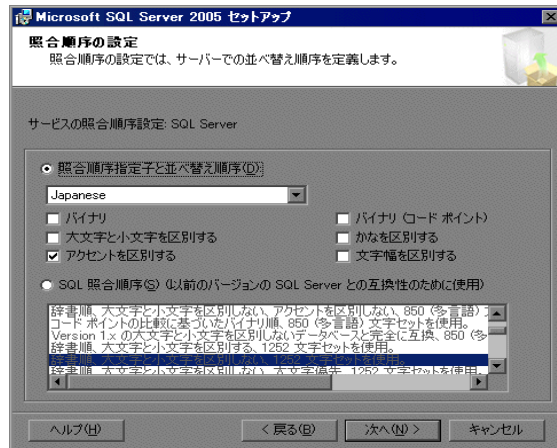 Microsoft SQL Server 2005 セットアップ
照合順序の設定
照合順序の設定では、サーバーでの並べ替え順序を定義します。
サービスの照合順序設定: SQL Server
照合順序指定子と並べ替え順序(D)
Japanese
バイナリ
バイナリ (コード ポイント)
大文字と小文字を区別する
かなを区別する
アクセントを区別する
文字幅を区別する
SQL 照合順序(S) (以前のバージョンの SQL Server との互換性のために使用)
辞書順、大文字と小文字を区別しない、アクセントを区別しない、850 (多言語)
コード ポイントの比較に基づいたバイナリ順、850 (多言語) 文字セットを使用。
Version 1.x の大文字と小文字を区別しないデータベースと完全に互換、850 (多
辞書順、大文字と小文字を区別する、1252 文字セットを使用。
辞書順、大文字と小文字を区別しない、1252 文字セットを使用。
辞書順、大文字と小文字を区別しない、大文字優先、1252 文字セットを使用。
ヘルプ(H)
< 戻る(B)
次へ(N) >
キャンセル